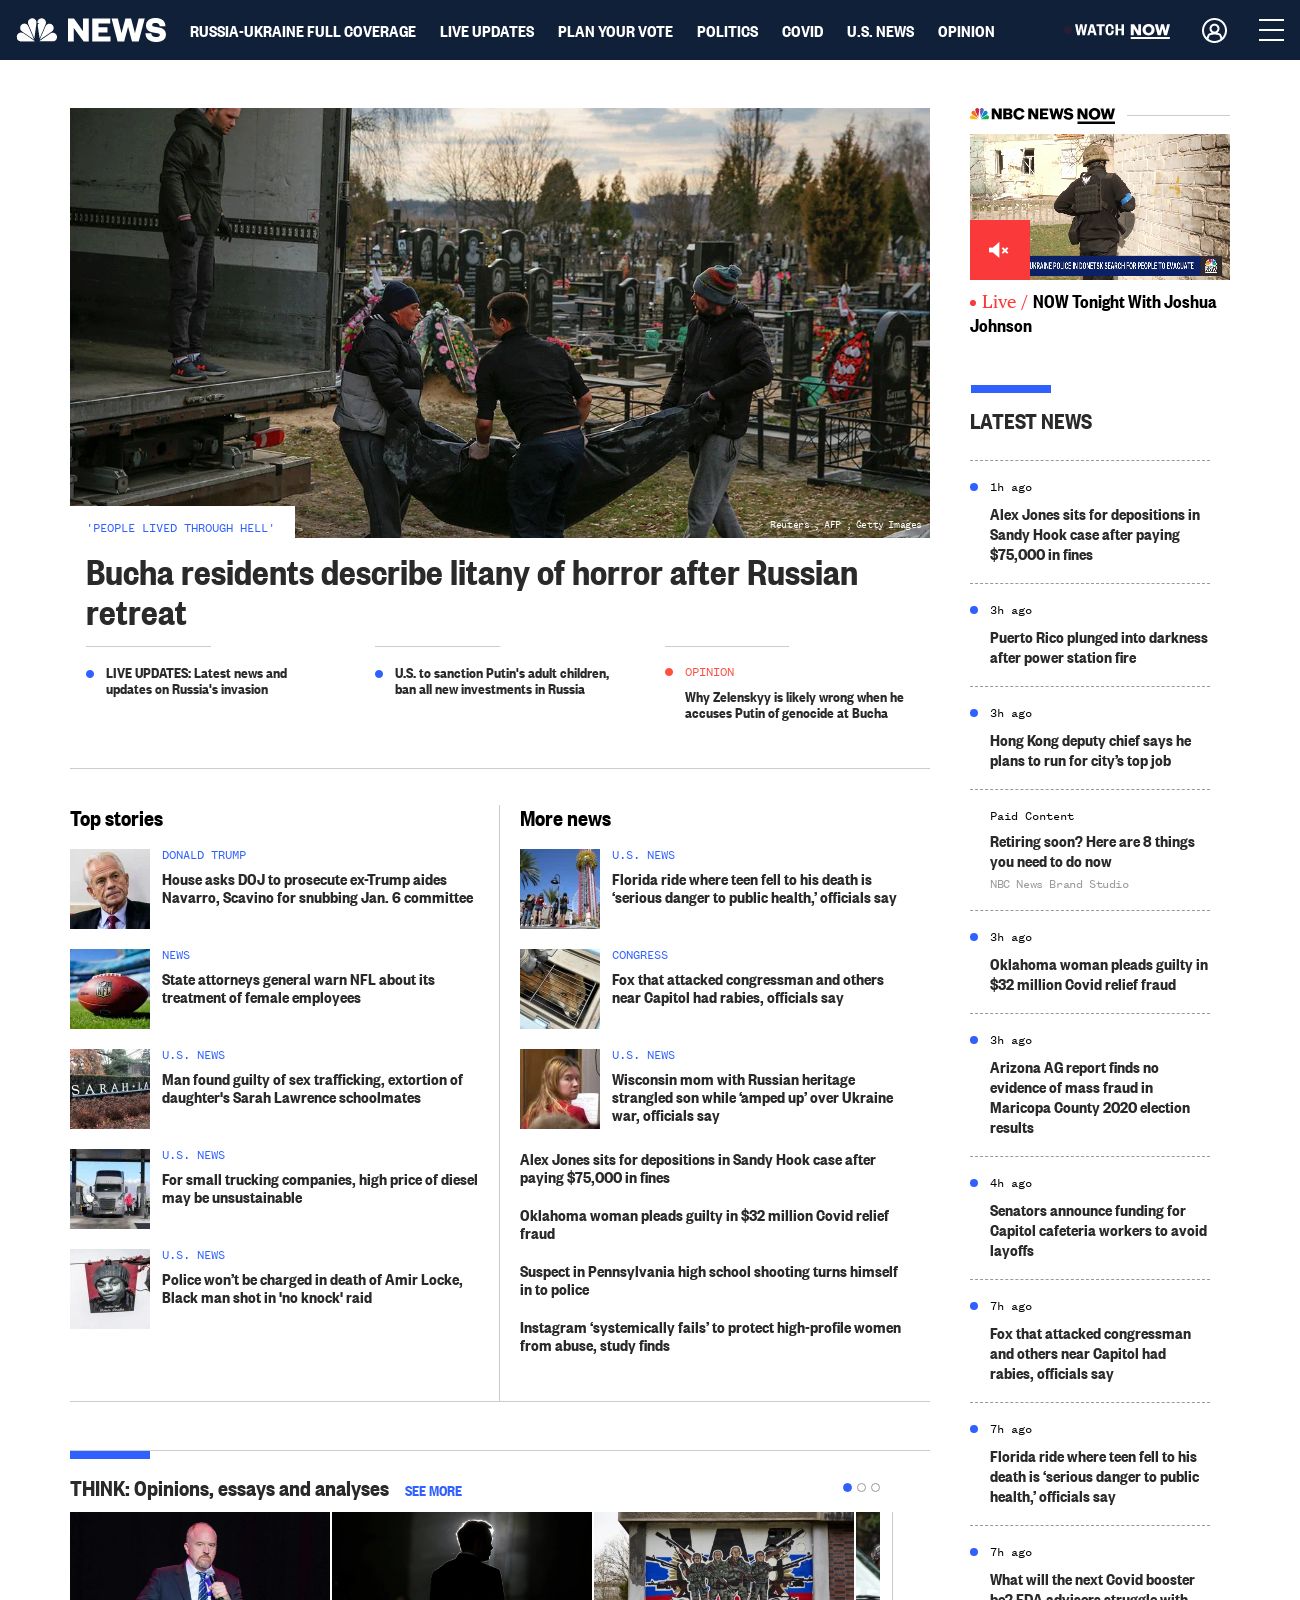 NEWS
RUSSIA-UKRAINE FULL COVERAGE
LIVE UPDATES
PLAN YOUR VOTE
POLITICS
COVID
U.S. NEWS
OPINION
WATCH NOW
'PEOPLE LIVED THROUGH HELL'
Reuters ; AFP ; Getty Images
Bucha residents describe litany of horror after Russian
retreat
LIVE UPDATES: Latest news and
updates on Russia's invasion
U.S. to sanction Putin's adult children,
ban all new investments in Russia
OPINION
Why Zelenskyy is likely wrong when he
accuses Putin of genocide at Bucha
Top stories
DONALD TRUMP
House asks DOJ to prosecute ex-Trump aides
Navarro, Scavino for snubbing Jan. 6 committee
NEWS
State attorneys general warn NFL about its
treatment of female employees
SARAH LA
U.S. NEWS
Man found guilty of sex trafficking, extortion of
daughter's Sarah Lawrence schoolmates
U.S. NEWS
For small trucking companies, high price of diesel
may be unsustainable
U.S. NEWS
Police won’t be charged in death of Amir Locke,
Black man shot in 'no knock' raid
More news
U.S. NEWS
Florida ride where teen fell to his death is
‘serious danger to public health,’ officials say
CONGRESS
Fox that attacked congressman and others
near Capitol had rabies, officials say
U.S. NEWS
Wisconsin mom with Russian heritage
strangled son while ‘amped up’ over Ukraine
war, officials say
Alex Jones sits for depositions in Sandy Hook case after
paying $75,000 in fines
Oklahoma woman pleads guilty in $32 million Covid relief
fraud
Suspect in Pennsylvania high school shooting turns himself
in to police
Instagram ‘systemically fails’ to protect high-profile women
from abuse, study finds
THINK: Opinions, essays and analyses
SEE MORE
NBC NEWS NOW
UKRAINE POLICE IN DONETSK SEARCH FOR PEOPLE TO EVACUATE
Live / NOW Tonight With Joshua
Johnson
LATEST NEWS
1h ago
Alex Jones sits for depositions in
Sandy Hook case after paying
$75,000 in fines
3h ago
Puerto Rico plunged into darkness
after power station fire
3h ago
Hong Kong deputy chief says he
plans to run for city’s top job
Paid Content
Retiring soon? Here are 8 things
you need to do now
NBC News Brand Studio
3h ago
Oklahoma woman pleads guilty in
$32 million Covid relief fraud
3h ago
Arizona AG report finds no
evidence of mass fraud in
Maricopa County 2020 election
results
4h ago
Senators announce funding for
Capitol cafeteria workers to avoid
layoffs
7h ago
Fox that attacked congressman
and others near Capitol had
rabies, officials say
7h ago
Florida ride where teen fell to his
death is ‘serious danger to public
health,’ officials say
7h ago
What will the next Covid booster
be? FDA advisers struggle with